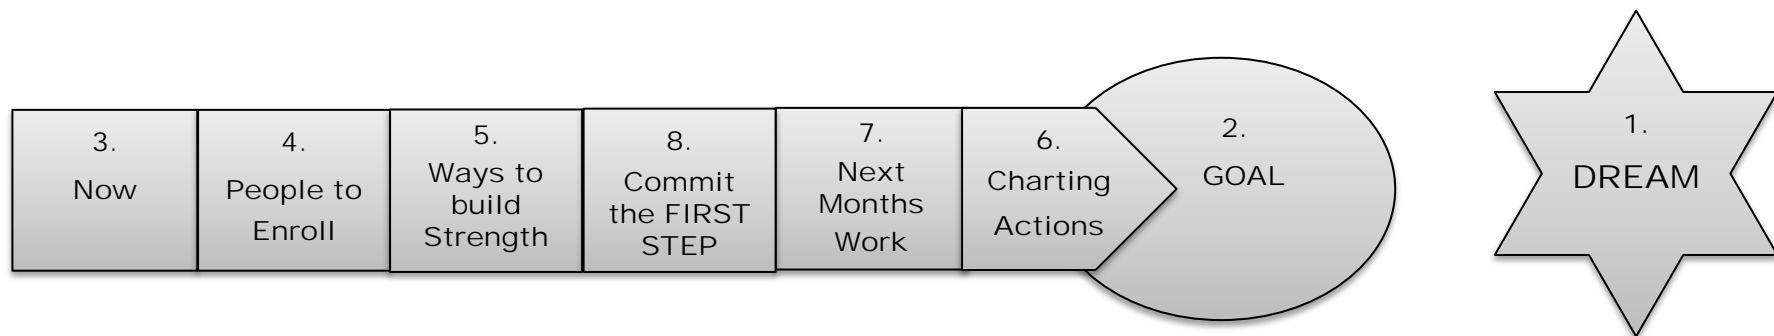 3.
Now
4.
People to
Enroll
5.
Ways to
build
Strength
8.
Commit
the FIRST
STEP
7.
Next
Months
Work
6.
Charting
Actions
2.
GOAL
1.
DREAM